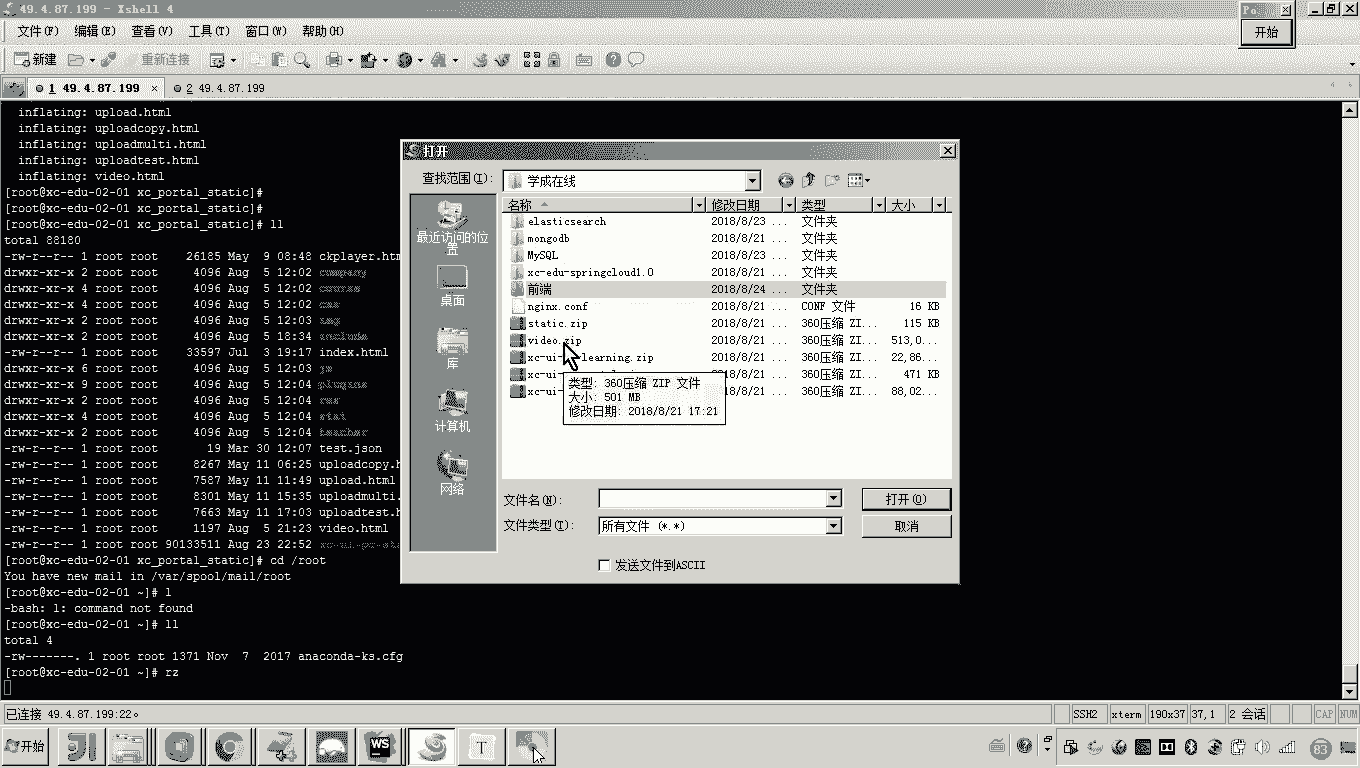 49.4.87.199 - Xshell 4
Po..
开始
文件(F) 编辑(E) 查看(V) 工具(T) 窗口(W) 帮助(H)
新建 重新连接
1 49.4.87.199
2 49.4.87.199
inflating: upload.html
inflating: uploadcopy.html
inflating: uploadmulti.html
inflating: uploadtest.html
inflating: video.html
[root@xc-edu-02-01 xc_portal_static]#
[root@xc-edu-02-01 xc_portal_static]#
[root@xc-edu-02-01 xc_portal_static]# ll
total 88180
-rw-r--r-- 1 root root 26185 May 9 08:48 ckplayer.htm
drwxr-xr-x 2 root root 4096 Aug 5 12:02 company
drwxr-xr-x 4 root root 4096 Aug 5 12:02 course
drwxr-xr-x 2 root root 4096 Aug 5 12:02 css
drwxr-xr-x 2 root root 4096 Aug 5 12:03 img
drwxr-xr-x 2 root root 4096 Aug 5 18:34 include
-rw-r--r-- 1 root root 33597 Jul 3 19:17 index.html
drwxr-xr-x 6 root root 4096 Aug 5 12:03 js
drwxr-xr-x 9 root root 4096 Aug 5 12:04 plugins
drwxr-xr-x 2 root root 4096 Aug 5 12:04
drwxr-xr-x 4 root root 4096 Aug 5 12:04 stat
drwxr-xr-x 2 root root 4096 Aug 5 12:04 teacher
-rw-r--r-- 1 root root 19 Mar 30 12:07 test.json
-rw-r--r-- 1 root root 8267 May 11 06:25 uploadcopy.h
-rw-r--r-- 1 root root 7587 May 11 11:49 upload.html
-rw-r--r-- 1 root root 8301 May 11 15:35 uploadmulti.
-rw-r--r-- 1 root root 7663 May 11 17:03 uploadtest.h
-rw-r--r-- 1 root root 1197 Aug 5 21:23 video.html
-rw-r--r-- 1 root root 90133511 Aug 23 22:52 xc-ui-pc-sta
[root@xc-edu-02-01 xc_portal_static]# cd /root
You have new mail in /var/spool/mail/root
[root@xc-edu-02-01 ~]# l
-bash: l: command not found
[root@xc-edu-02-01 ~]# ll
total 4
-rw-------. 1 root root 1371 Nov 7 2017 anaconda-ks.cfg
[root@xc-edu-02-01 ~]# rz
打开
查找范围(I): 学成在线
最近访问的位置
桌面
库
计算机
网络
名称 修改日期 类型 大小
elasticsearch 2018/8/23 ... 文件夹
mongodb 2018/8/21 ... 文件夹
MySQL 2018/8/23 ... 文件夹
xc-edu-springcloud1.0 2018/8/21 ... 文件夹
前端 2018/8/24 ... 文件夹
nginx.conf 2018/8/21 ... CONF 文件 16 KB
static.zip 2018/8/21 ... 360压缩 ZI... 115 KB
video.zip 2018/8/21 ... 360压缩 ZI... 513,0...
xc-ui- learning.zip 2018/8/21 ... 360压缩 ZI... 22,86...
xc-ui- 360压缩 ZI... 471 KB
xc-ui- 360压缩 ZI... 88,02...
类型: 360压缩 ZIP 文件
大小: 501 MB
修改日期: 2018/8/21 17:21
文件名(N): 打开(O)
文件类型(T): 所有文件 (*.*) 取消
发送文件到ASCII
已连接 49.4.87.199:22。 SSH2 xterm 190x37 37,1 2 会话 CAP NUM
开始 WS T 83